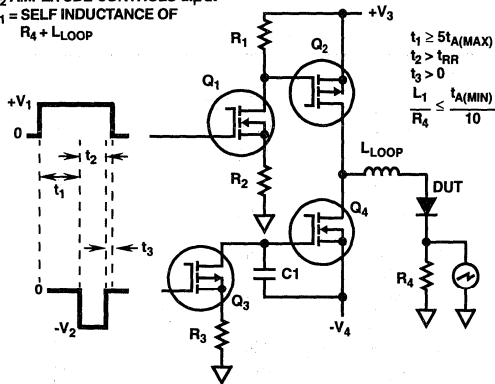 L₁ = SELF INDUCTANCE OF
R₄ + L_LOOP
+V₃
R₁
Q₂
t₁ ≥ 5t_A(MAX)
t₂ > t_RR
t₃ > 0
L₁/R₄ ≤ t_A(MIN)/10
Q₁
+V₁
0
t₂
t₁
R₂
L_LOOP
DUT
Q₄
t₃
C1
R₄
0
Q₃
-V₂
R₃
-V₄